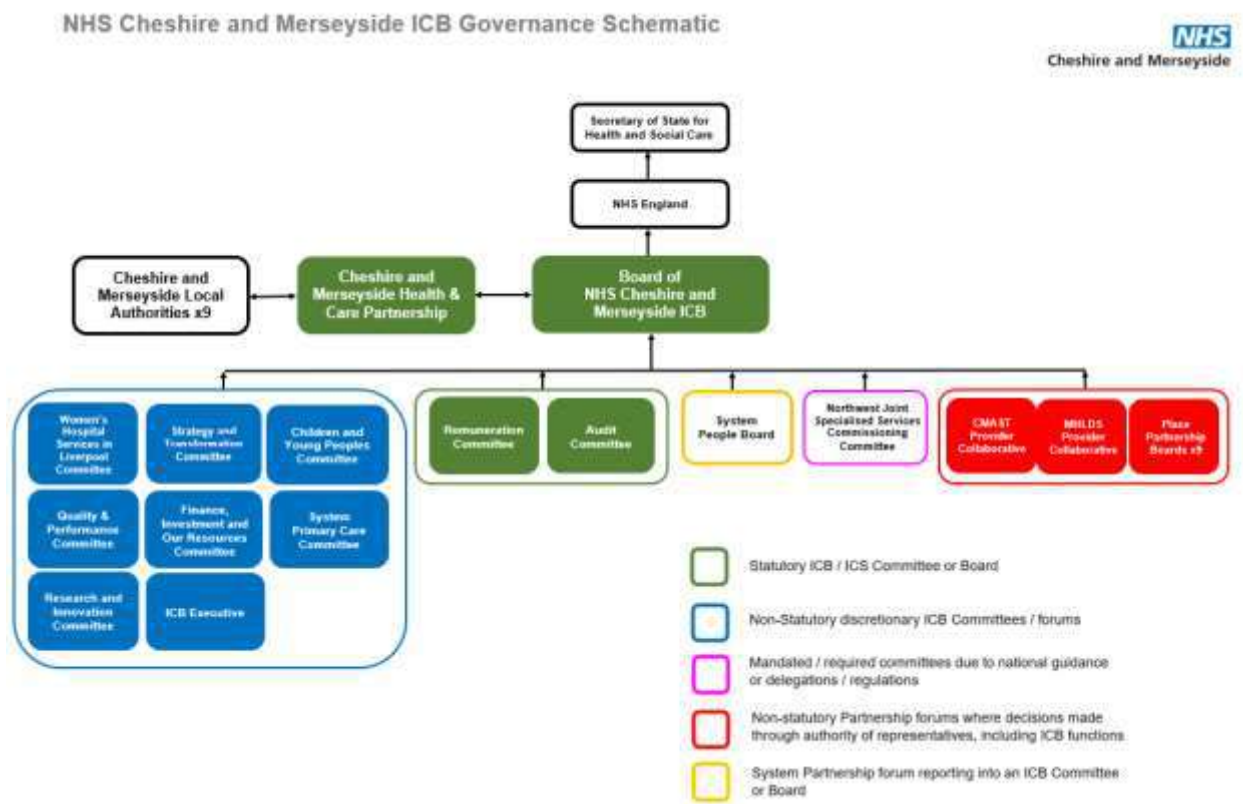 NHS Cheshire and Merseyside ICB Governance Schematic
NHS
Cheshire and Merseyside
Secretary of State for
Health and Social Care
NHS England
Cheshire and
Merseyside Local
Authorities x9
Cheshire and
Merseyside Health &
Care Partnership
Board of
NHS Cheshire and
Merseyside ICB
Women's
Hospital
Services in
Liverpool
Committee
Strategy and
Transformation
Committee
Children and
Young Peoples
Committee
Quality &
Performance
Committee
Finance,
Investment and
Our Resources
Committee
System
Primary Care
Committee
Research and
Innovation
Committee
ICB Executive
Remuneration
Committee
Audit
Committee
System
People Board
Northwest Joint
Specialised Services
Commissioning
Committee
CMAST
Provider
Collaborative
MHLDS
Provider
Collaborative
Place
Partnership
Boards x9
Statutory ICB / ICS Committee or Board
Non-Statutory discretionary ICB Committees / forums
Mandated / required committees due to national guidance
or delegations / regulations
Non-statutory Partnership forums where decisions made
through authority of representatives, including ICB functions
System Partnership forum reporting into an ICB Committee
or Board